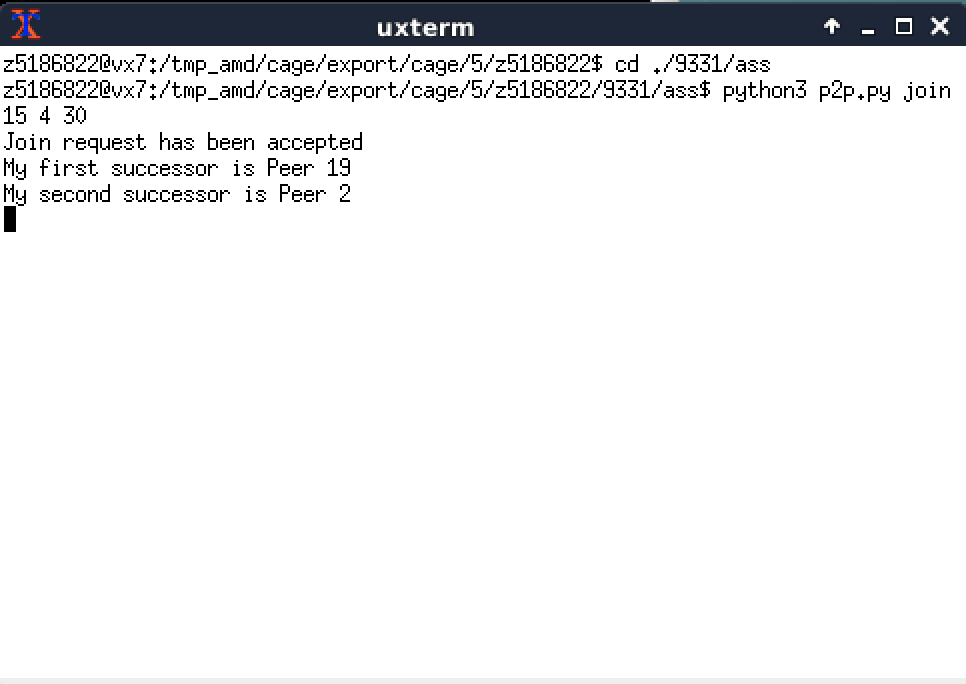 uxterm
z5186822@vx7:/tmp_amd/cage/export/cage/5/z5186822$ cd ./9331/ass
z5186822@vx7:/tmp_amd/cage/export/cage/5/z5186822/9331/ass$ python3 p2p.py join
15 4 30
Join request has been accepted
My first successor is Peer 19
My second successor is Peer 2